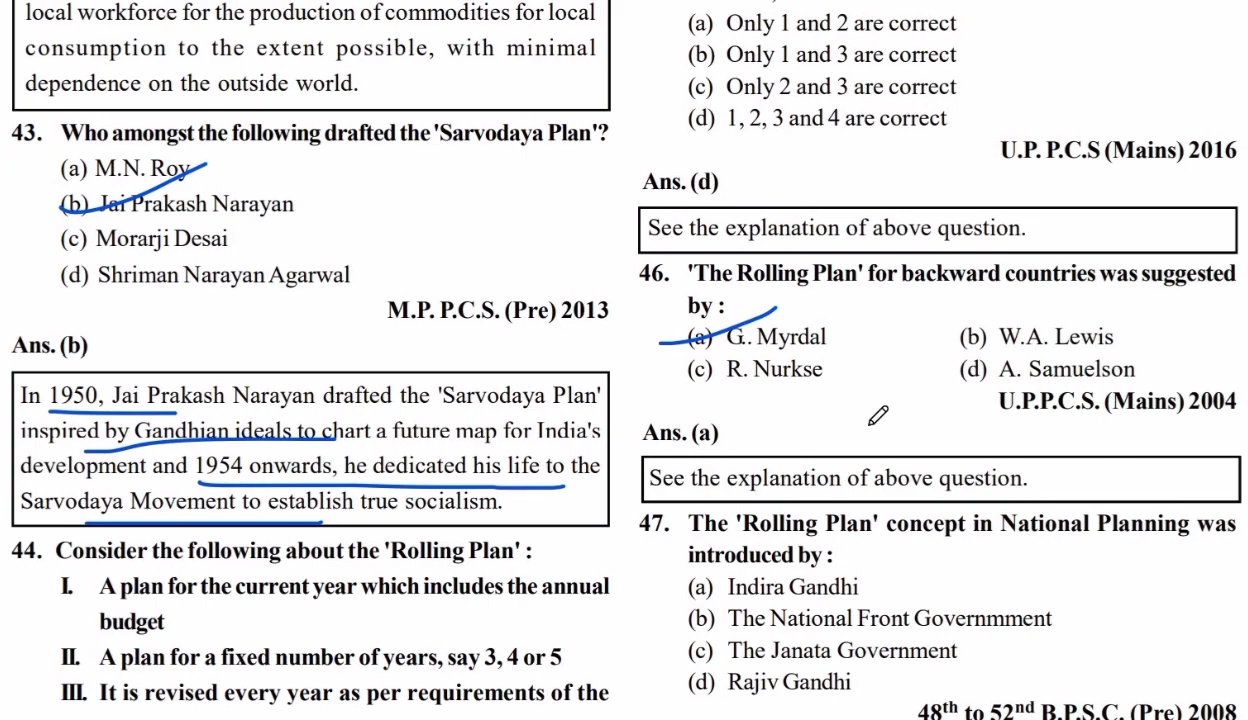 local workforce for the production of commodities for local
consumption to the extent possible, with minimal
dependence on the outside world.
43. Who amongst the following drafted the 'Sarvodaya Plan'?
(a) M.N. Roy
(b) Jai Prakash Narayan
(c) Morarji Desai
(d) Shriman Narayan Agarwal
M.P. P.C.S. (Pre) 2013
Ans. (b)
In 1950, Jai Prakash Narayan drafted the 'Sarvodaya Plan'
inspired by Gandhian ideals to chart a future map for India's
development and 1954 onwards, he dedicated his life to the
Sarvodaya Movement to establish true socialism.
44. Consider the following about the 'Rolling Plan' :
I. A plan for the current year which includes the annual
budget
II. A plan for a fixed number of years, say 3, 4 or 5
III. It is revised every year as per requirements of the
(a) Only 1 and 2 are correct
(b) Only 1 and 3 are correct
(c) Only 2 and 3 are correct
(d) 1, 2, 3 and 4 are correct
U.P. P.C.S (Mains) 2016
Ans. (d)
See the explanation of above question.
46. 'The Rolling Plan' for backward countries was suggested
by :
(a) G. Myrdal (b) W.A. Lewis
(c) R. Nurkse (d) A. Samuelson
U.P.P.C.S. (Mains) 2004
Ans. (a)
See the explanation of above question.
47. The 'Rolling Plan' concept in National Planning was
introduced by :
(a) Indira Gandhi
(b) The National Front Governmment
(c) The Janata Government
(d) Rajiv Gandhi
48th to 52nd B.P.S.C. (Pre) 2008